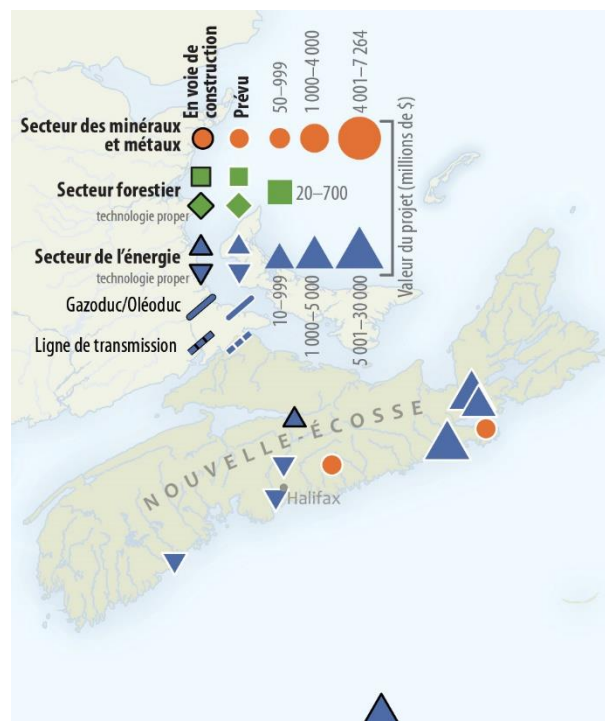 En voie de
construction
Prévu
50–999
1 000–4 000
4 001–7 264
Secteur des minéraux
et métaux
Secteur forestier
technologie proper
20–700
Secteur de l'énergie
technologie proper
10–999
1 000–5 000
5 001–30 000
Valeur du projet (millions de $)
Gazoduc/Oléoduc
Ligne de transmission
NOUVELLE-ÉCOSSE
Halifax